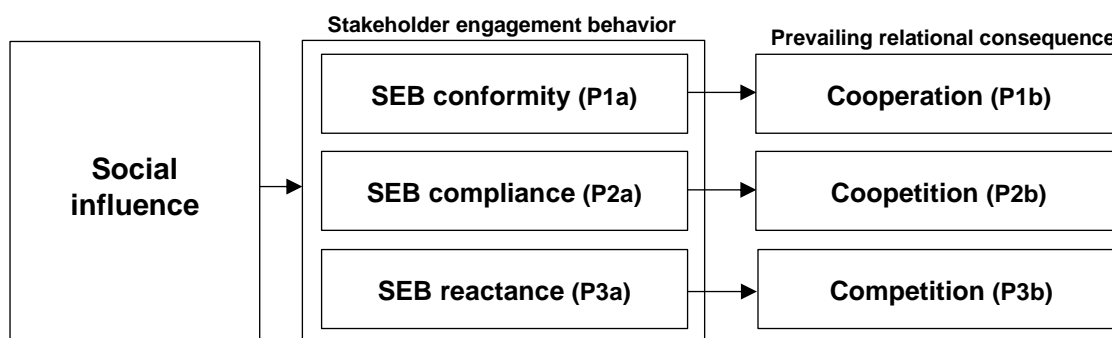 Stakeholder engagement behavior
Prevailing relational consequence
Social
influence
SEB conformity (P1a)
Cooperation (P1b)
SEB compliance (P2a)
Coopetition (P2b)
SEB reactance (P3a)
Competition (P3b)